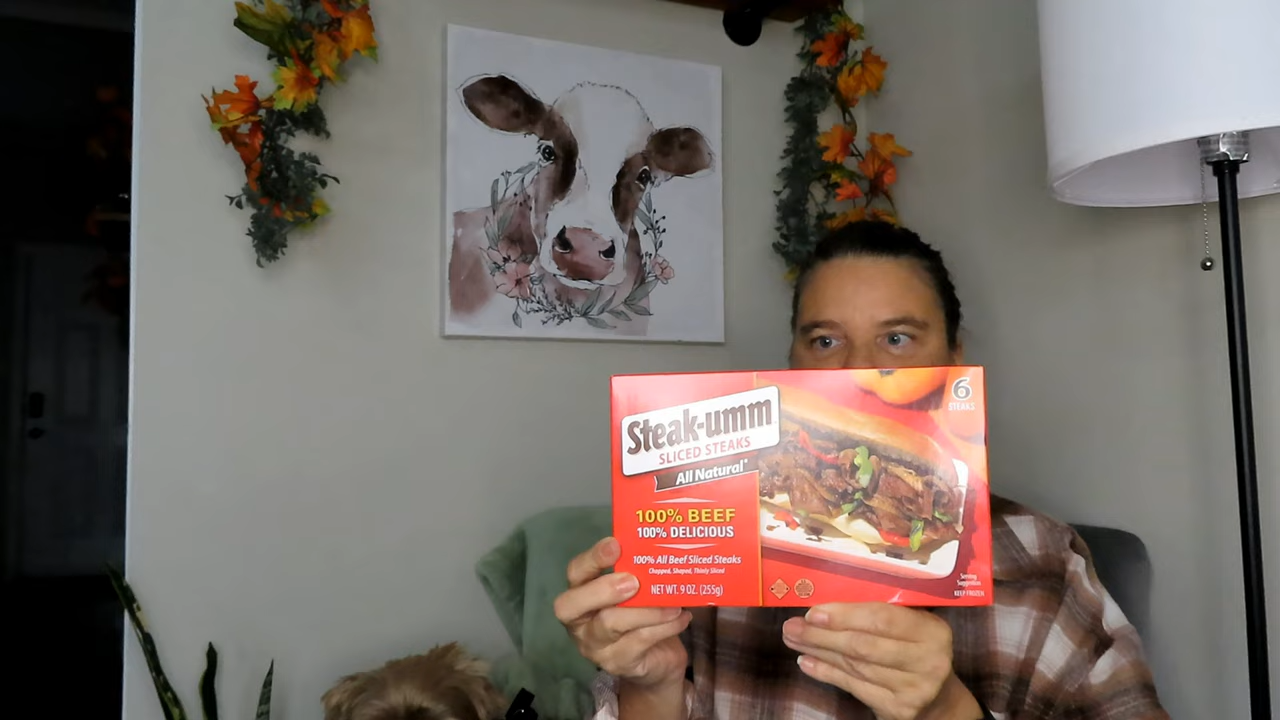 Steak-umm
SLICED STEAKS
All Natural*
100% BEEF
100% DELICIOUS
100% All Beef Sliced Steaks
Chopped, Shaped, Thinly Sliced
NET WT. 9 OZ. (255g)
6
STEAKS
Serving
Suggestion
KEEP FROZEN